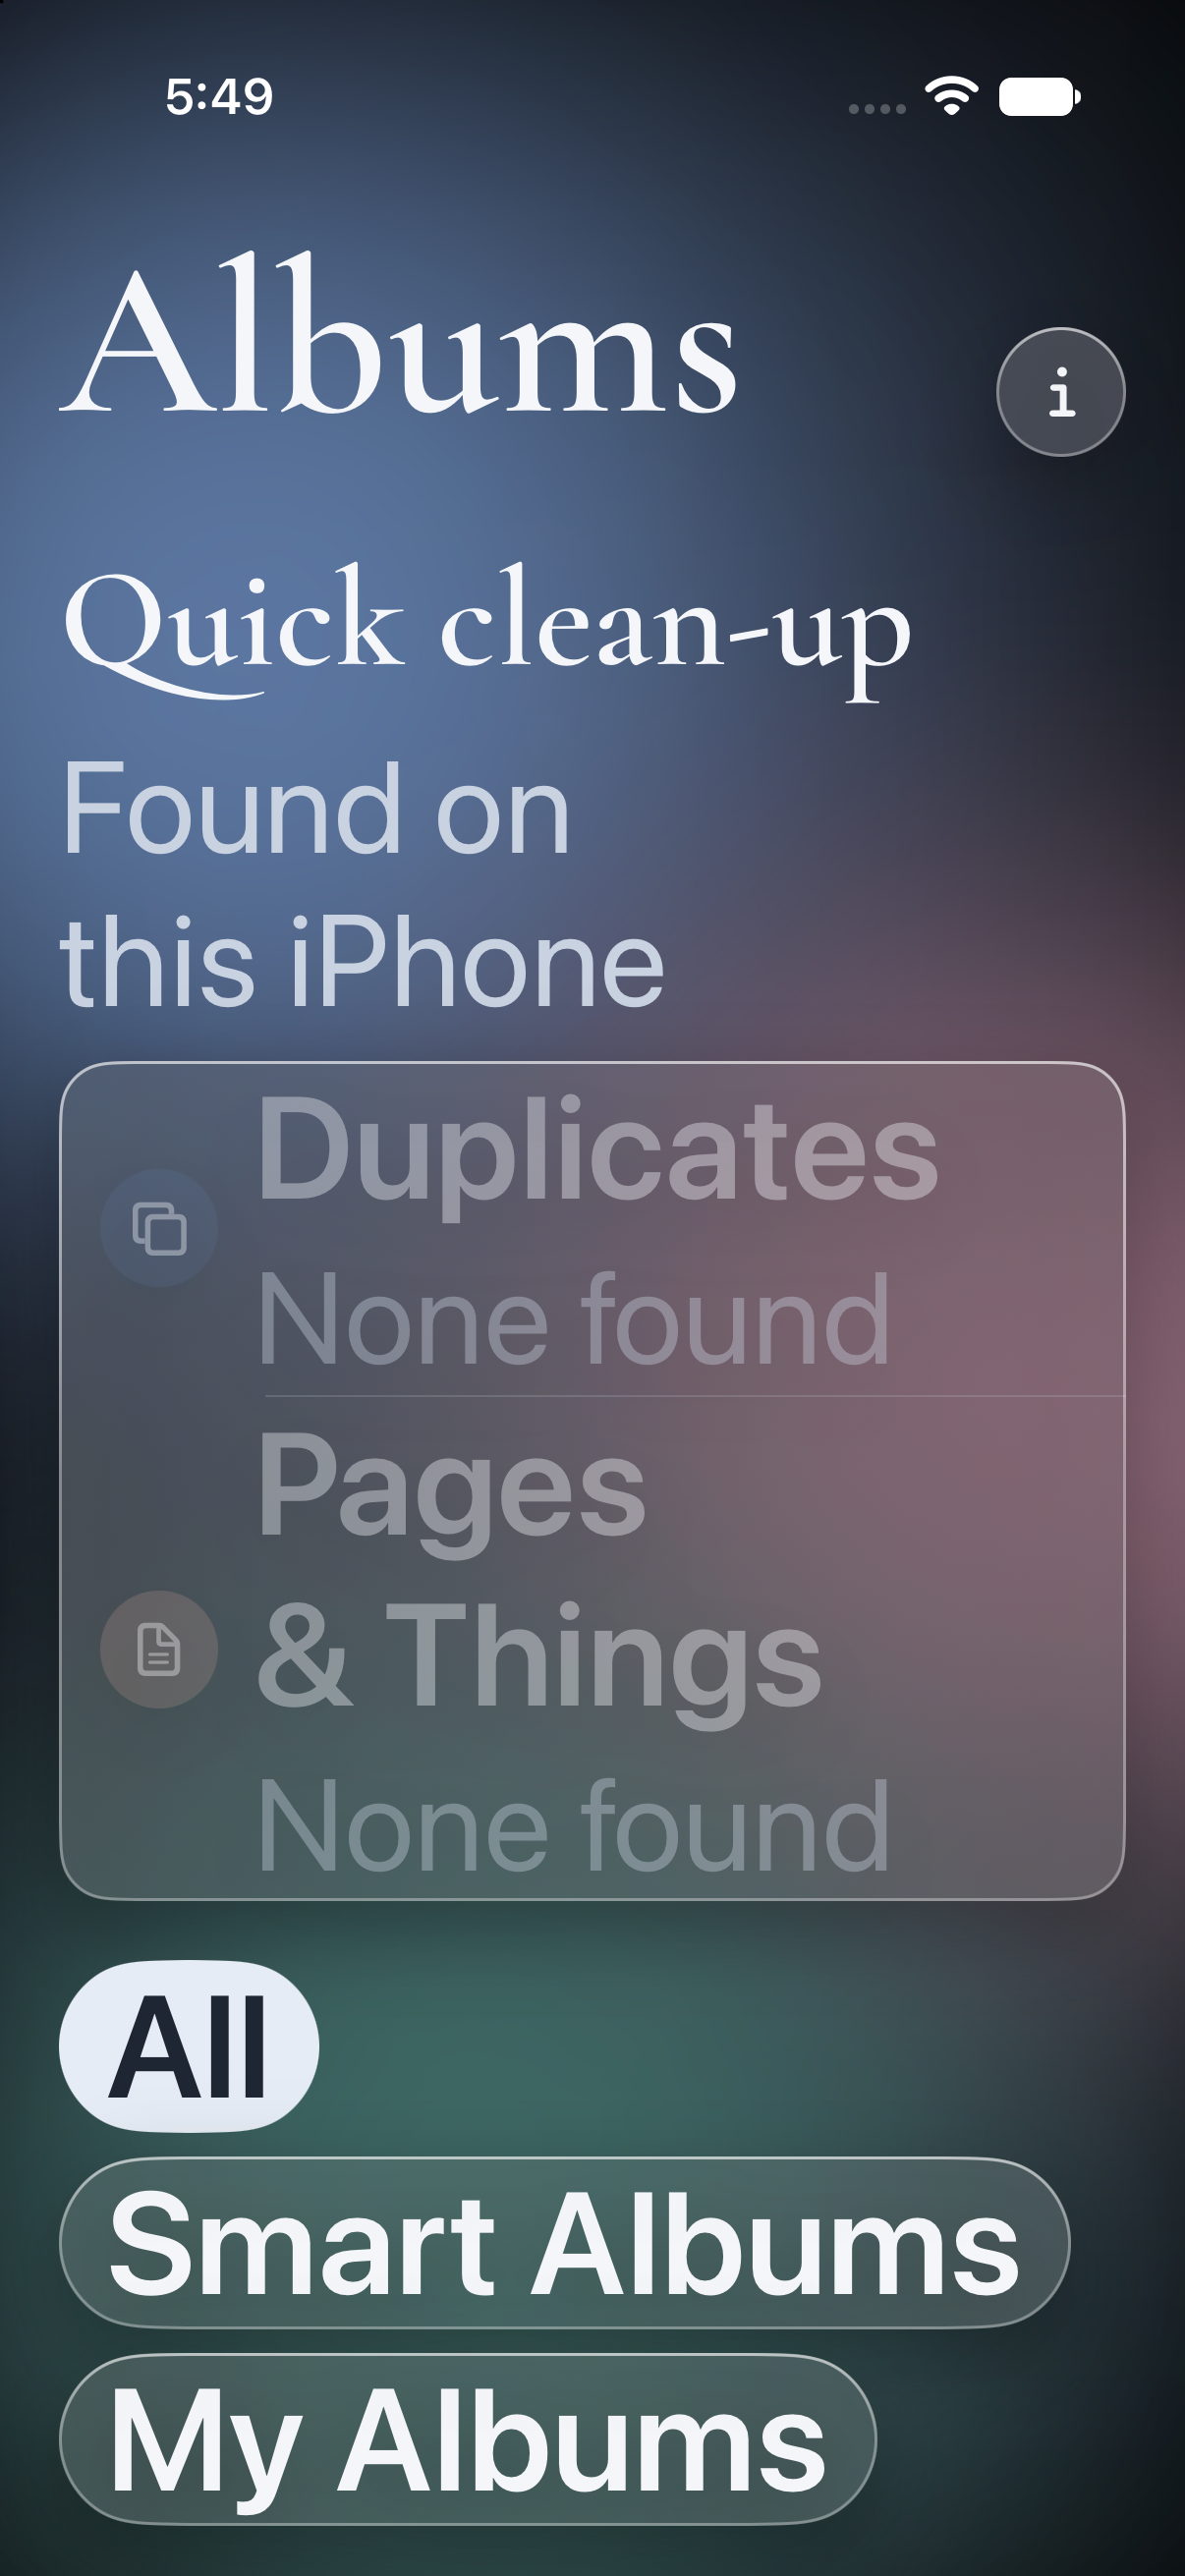 5:49
Albums
Quick clean-up
Found on
this iPhone
Duplicates
None found
Pages
& Things
None found
All
Smart Albums
My Albums